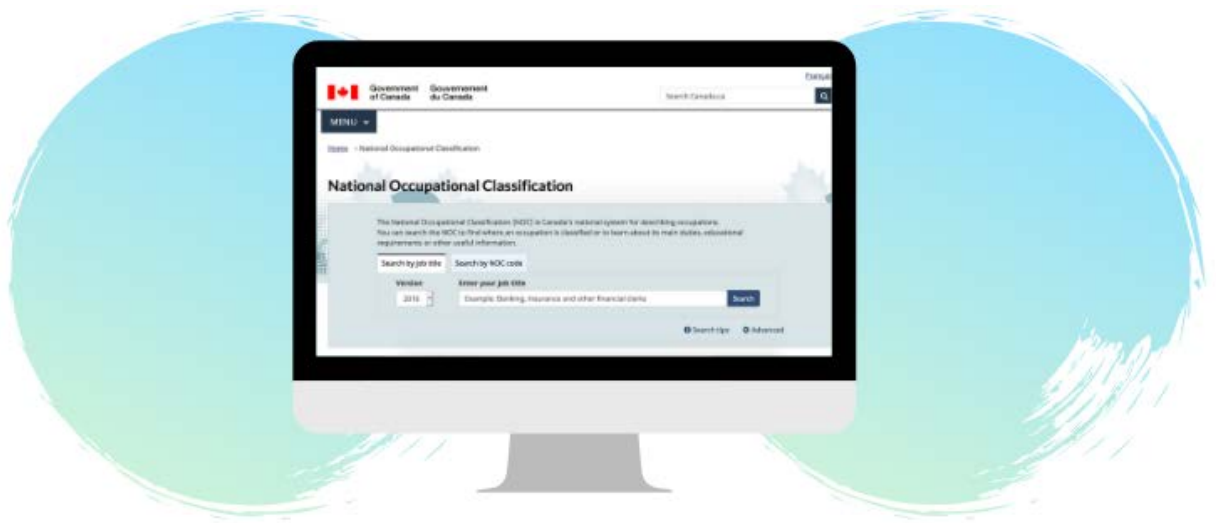 Français
Government Gouvernement
of Canada du Canada
Search Canada.ca
MENU
Home National Occupational Classification
National Occupational Classification
The National Occupational Classification (NOC) is Canada's national system for describing occupations.
You can search the NOC to find where an occupation is classified or to learn about its main duties, educational
requirements or other useful information.
Search by job title Search by NOC code
Version Enter your job title
2016 Example: Banking, insurance and other financial clerks Search
Search tips Advanced